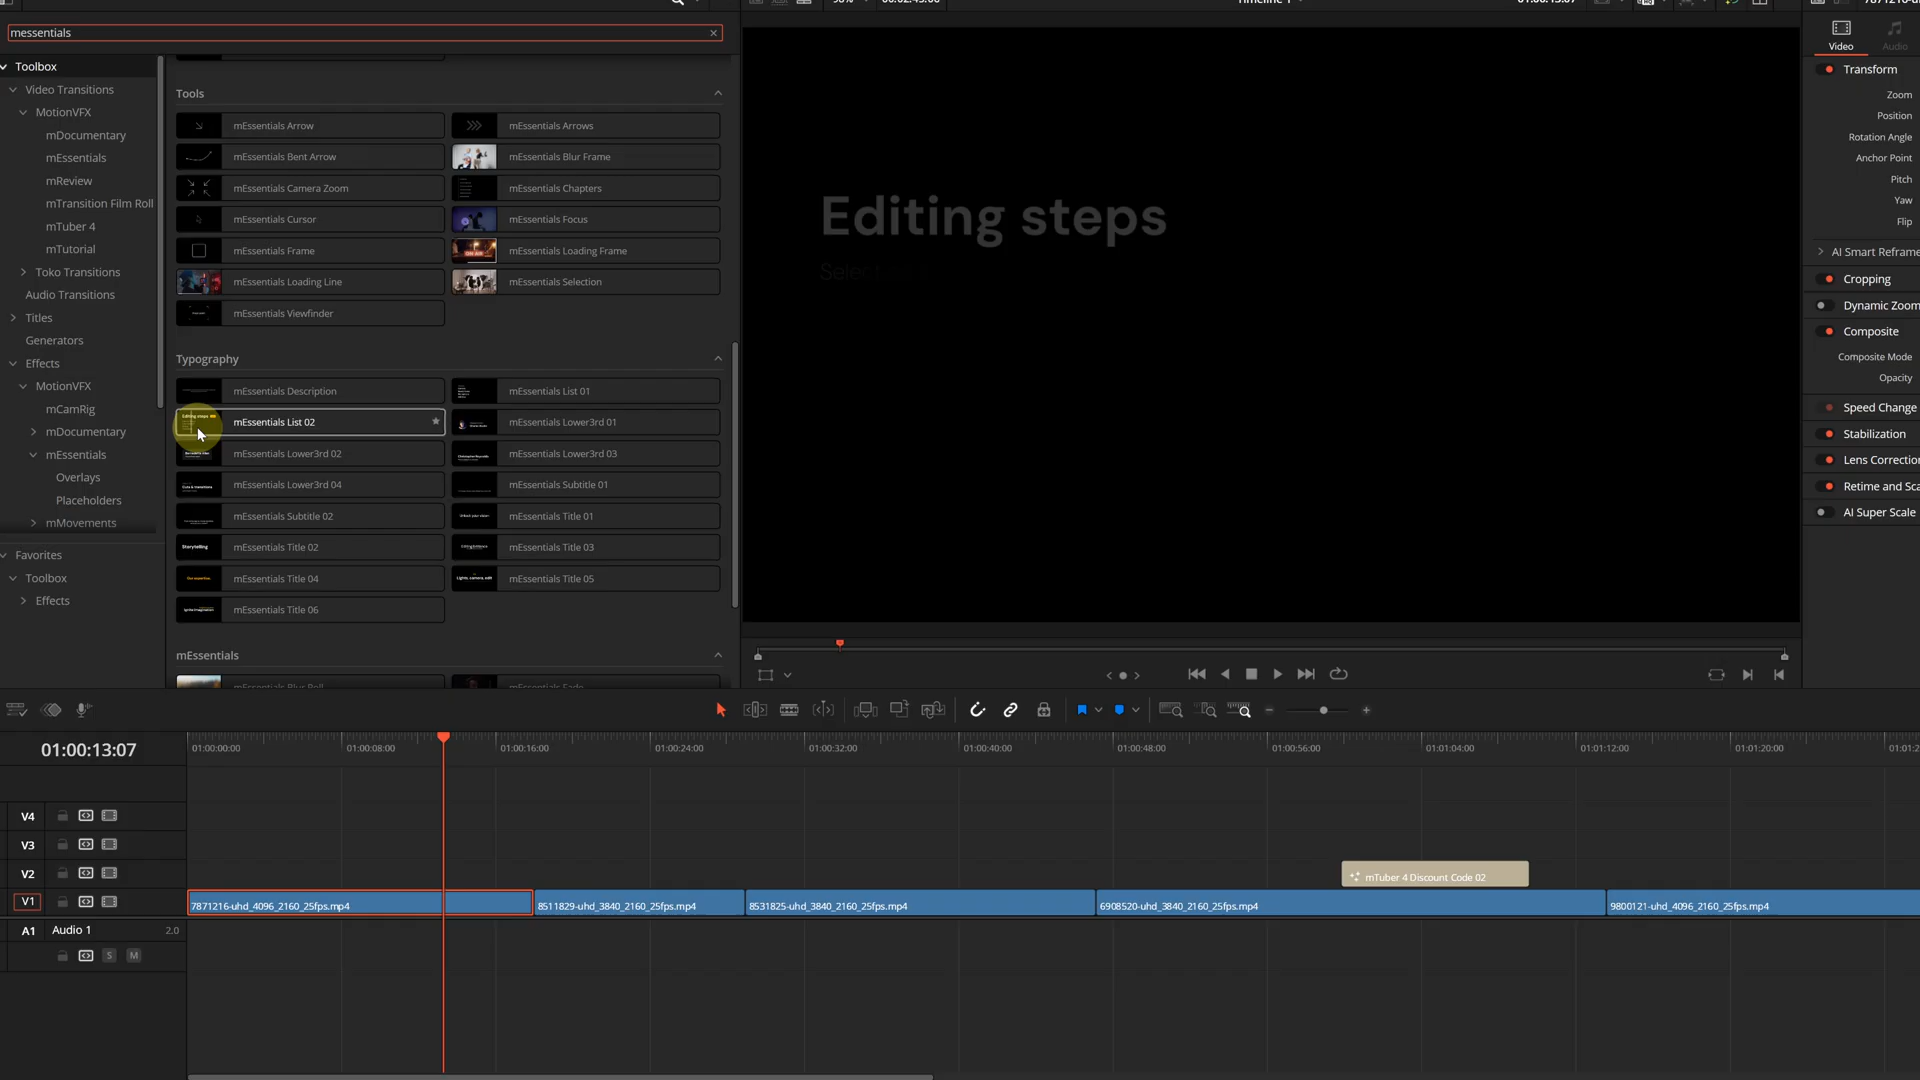 messentials
Toolbox
Video Transitions
MotionVFX
mDocumentary
mEssentials
mReview
mTransition Film Roll
mTuber 4
mTutorial
Toko Transitions
Audio Transitions
Titles
Generators
Effects
MotionVFX
mCamRig
mDocumentary
mEssentials
Overlays
Placeholders
mMovements
Favorites
Toolbox
Effects
Tools
mEssentials Arrow
mEssentials Arrows
mEssentials Bent Arrow
mEssentials Blur Frame
mEssentials Camera Zoom
mEssentials Chapters
mEssentials Cursor
mEssentials Focus
mEssentials Frame
mEssentials Loading Frame
mEssentials Loading Line
mEssentials Selection
mEssentials Viewfinder
Typography
mEssentials Description
mEssentials List 01
mEssentials List 02
mEssentials Lower3rd 01
mEssentials Lower3rd 02
mEssentials Lower3rd 03
mEssentials Lower3rd 04
mEssentials Subtitle 01
mEssentials Subtitle 02
mEssentials Title 01
mEssentials Title 02
mEssentials Title 03
mEssentials Title 04
mEssentials Title 05
mEssentials Title 06
mEssentials
mEssentials Blur Roll
mEssentials Fade
Editing steps
Video
Audio
Transform
Zoom
Position
Rotation Angle
Anchor Point
Pitch
Yaw
Flip
AI Smart Reframe
Cropping
Dynamic Zoom
Composite
Composite Mode
Opacity
Speed Change
Stabilization
Lens Correction
Retime and Sca
AI Super Scale
01:00:13:07
01:00:00:00
01:00:08:00
01:00:16:00
01:00:24:00
01:00:32:00
01:00:40:00
01:00:48:00
01:00:56:00
01:01:04:00
01:01:12:00
01:01:20:00
V4
V3
V2
mTuber 4 Discount Code 02
V1
7871216-uhd_4096_2160_25fps.mp4
8511829-uhd_3840_2160_25fps.mp4
8531825-uhd_3840_2160_25fps.mp4
6908520-uhd_3840_2160_25fps.mp4
9800121-uhd_4096_2160_25fps.mp4
A1
Audio 1
2.0
S
M